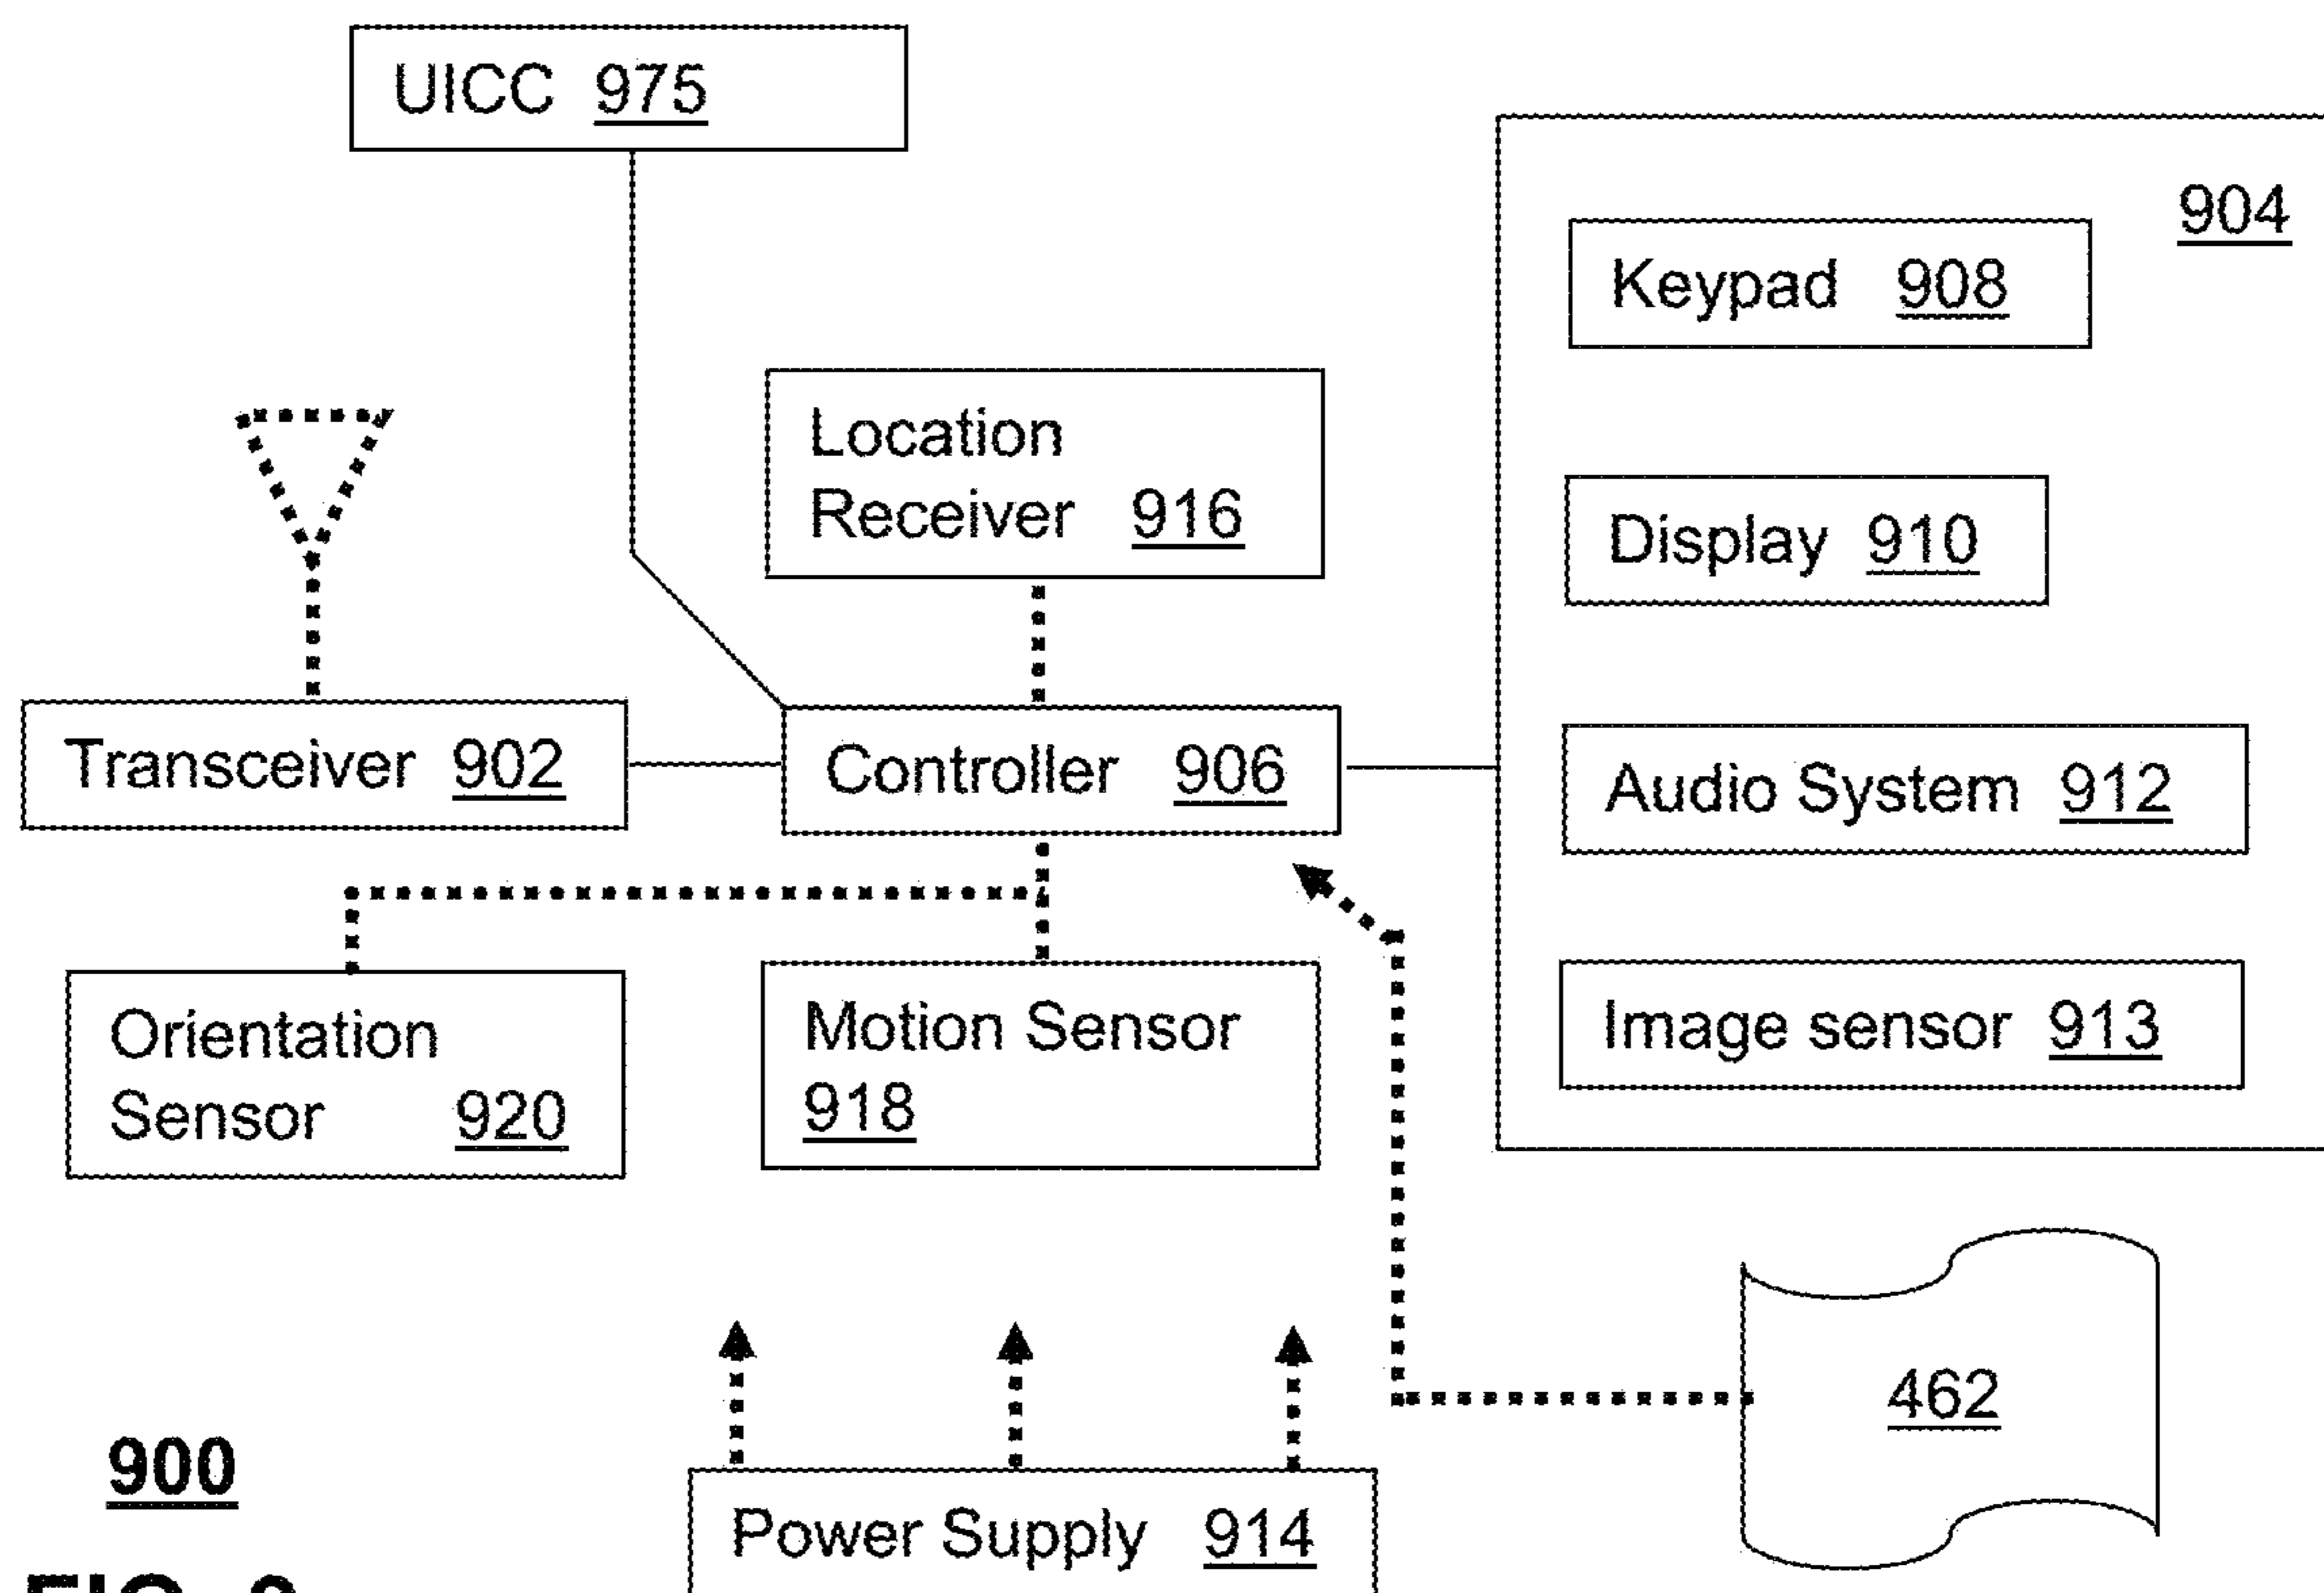 UICC 975
904
Keypad 908
Location
Receiver 916
Display 910
Transceiver 902
Controller 906
Audio System 912
Orientation
Sensor 920
Motion Sensor
918
Image sensor 913
462
900
Power Supply 914